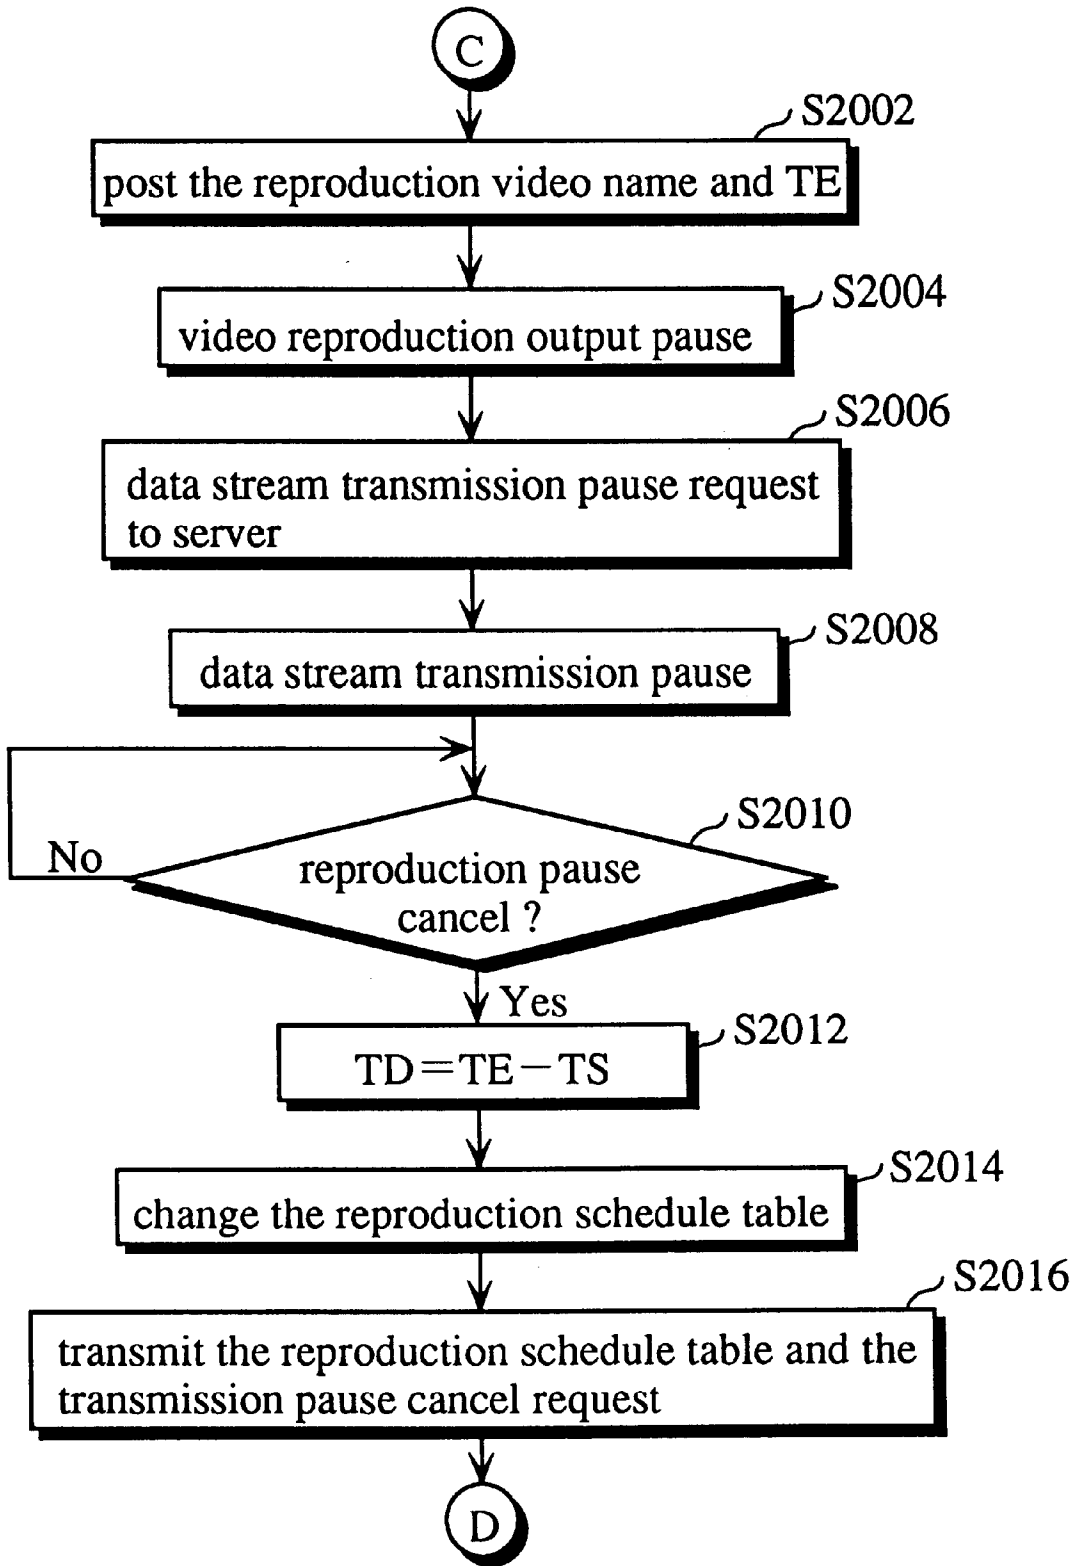 C
S2002
post the reproduction video name and TE
S2004
video reproduction output pause
S2006
data stream transmission pause request
to server
S2008
data stream transmission pause
S2010
No
reproduction pause
cancel ?
Yes
S2012
TD=TE−TS
S2014
change the reproduction schedule table
S2016
transmit the reproduction schedule table and the
transmission pause cancel request
D